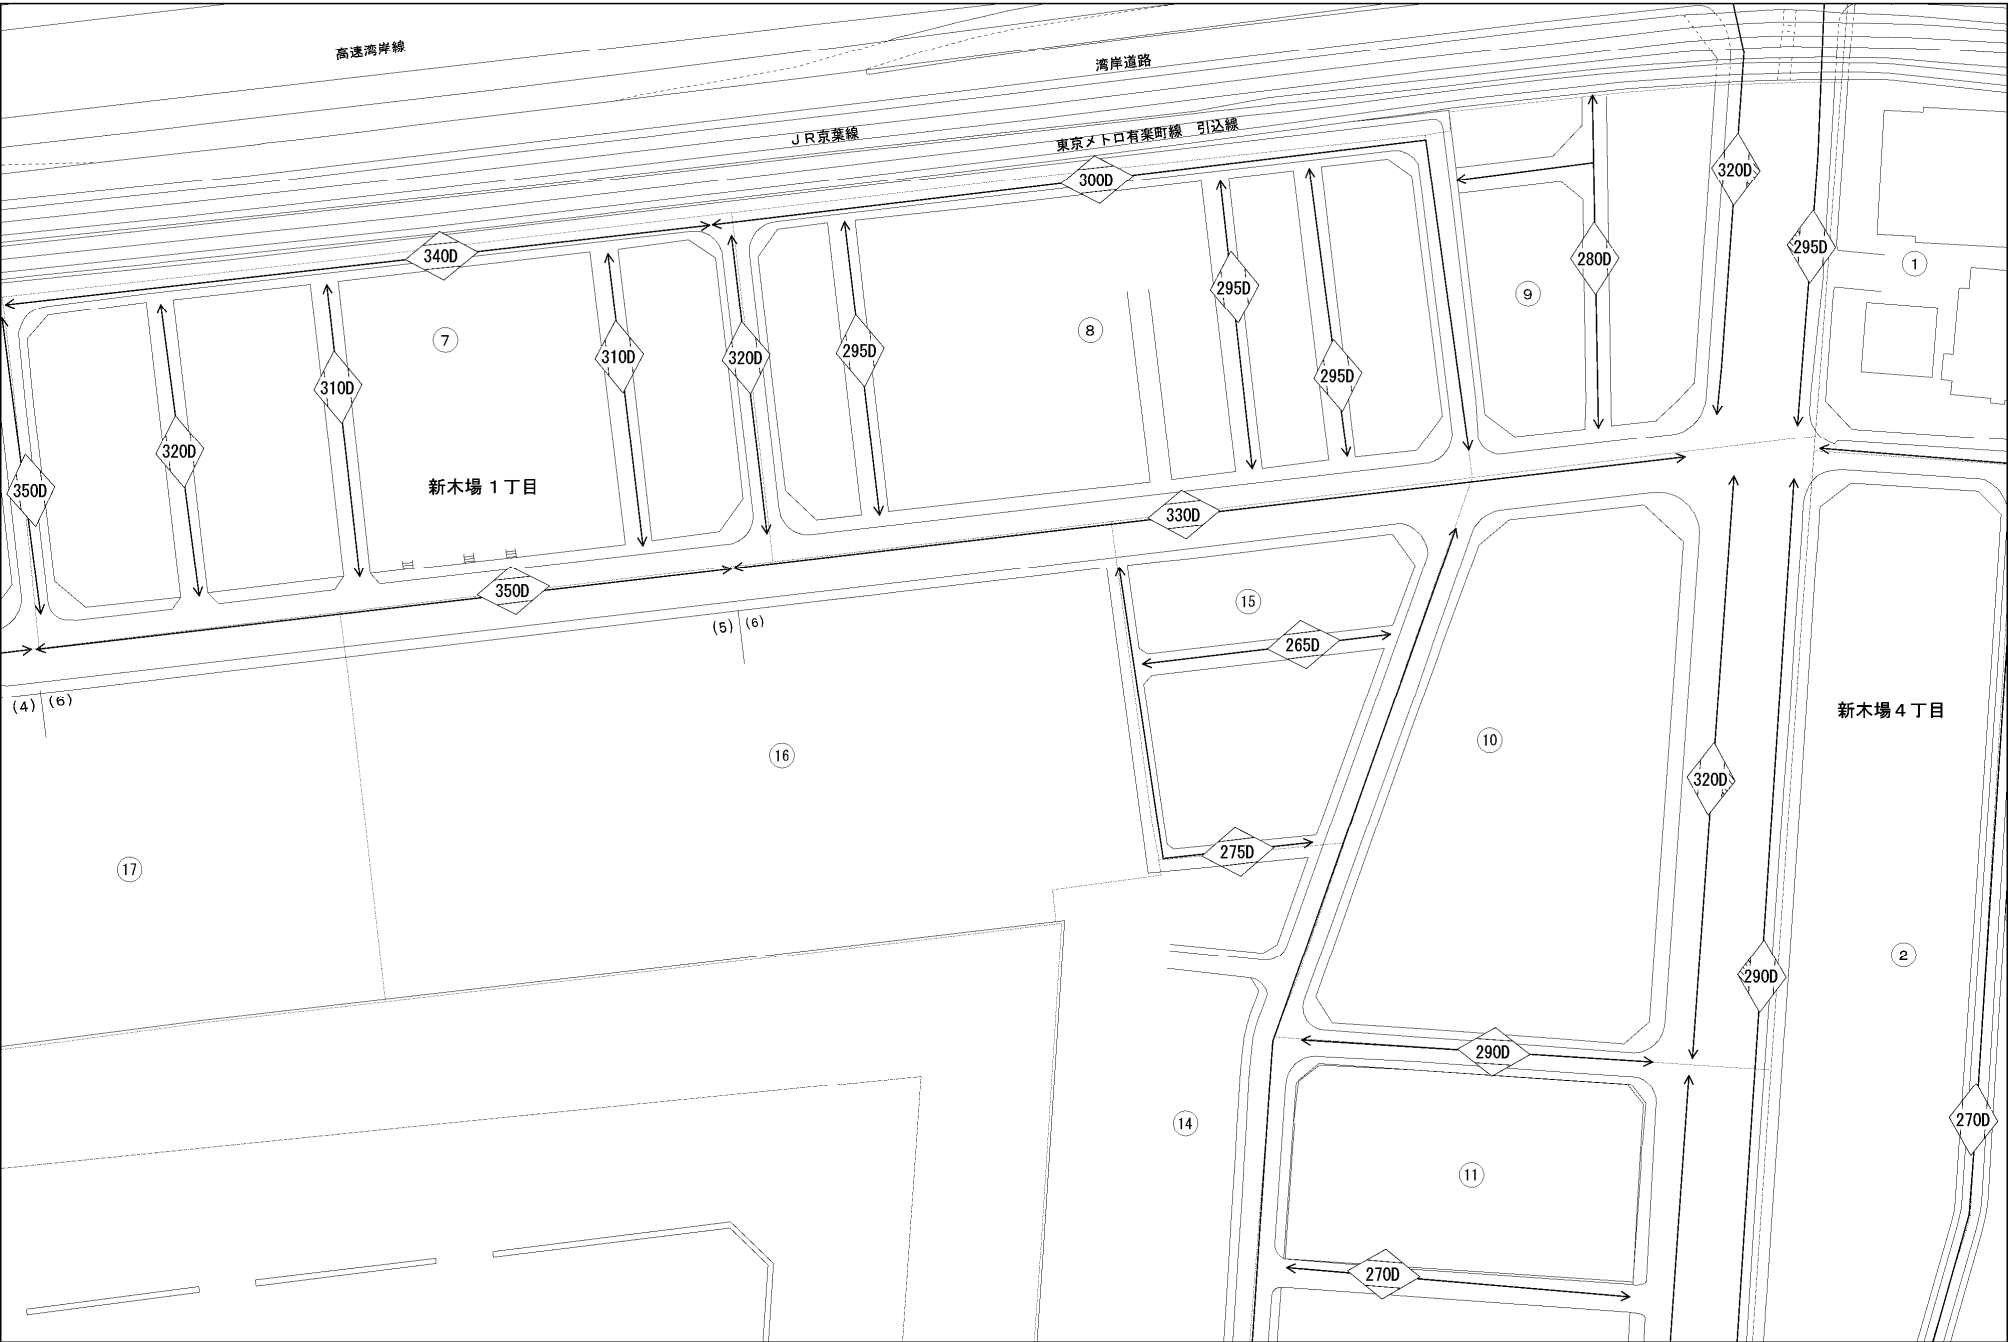 高速湾岸線
湾岸道路
ＪＲ京葉線
東京メトロ有楽町線　引込線
300D
320D
340D
295D
280D
295D
①
⑨
⑦
⑧
310D
310D
320D
295D
295D
320D
350D
新木場１丁目
330D
350D
⑮
(5) (6)
265D
(4) (6)
新木場４丁目
⑯
⑩
320D
275D
⑰
②
290D
290D
270D
⑭
⑪
270D